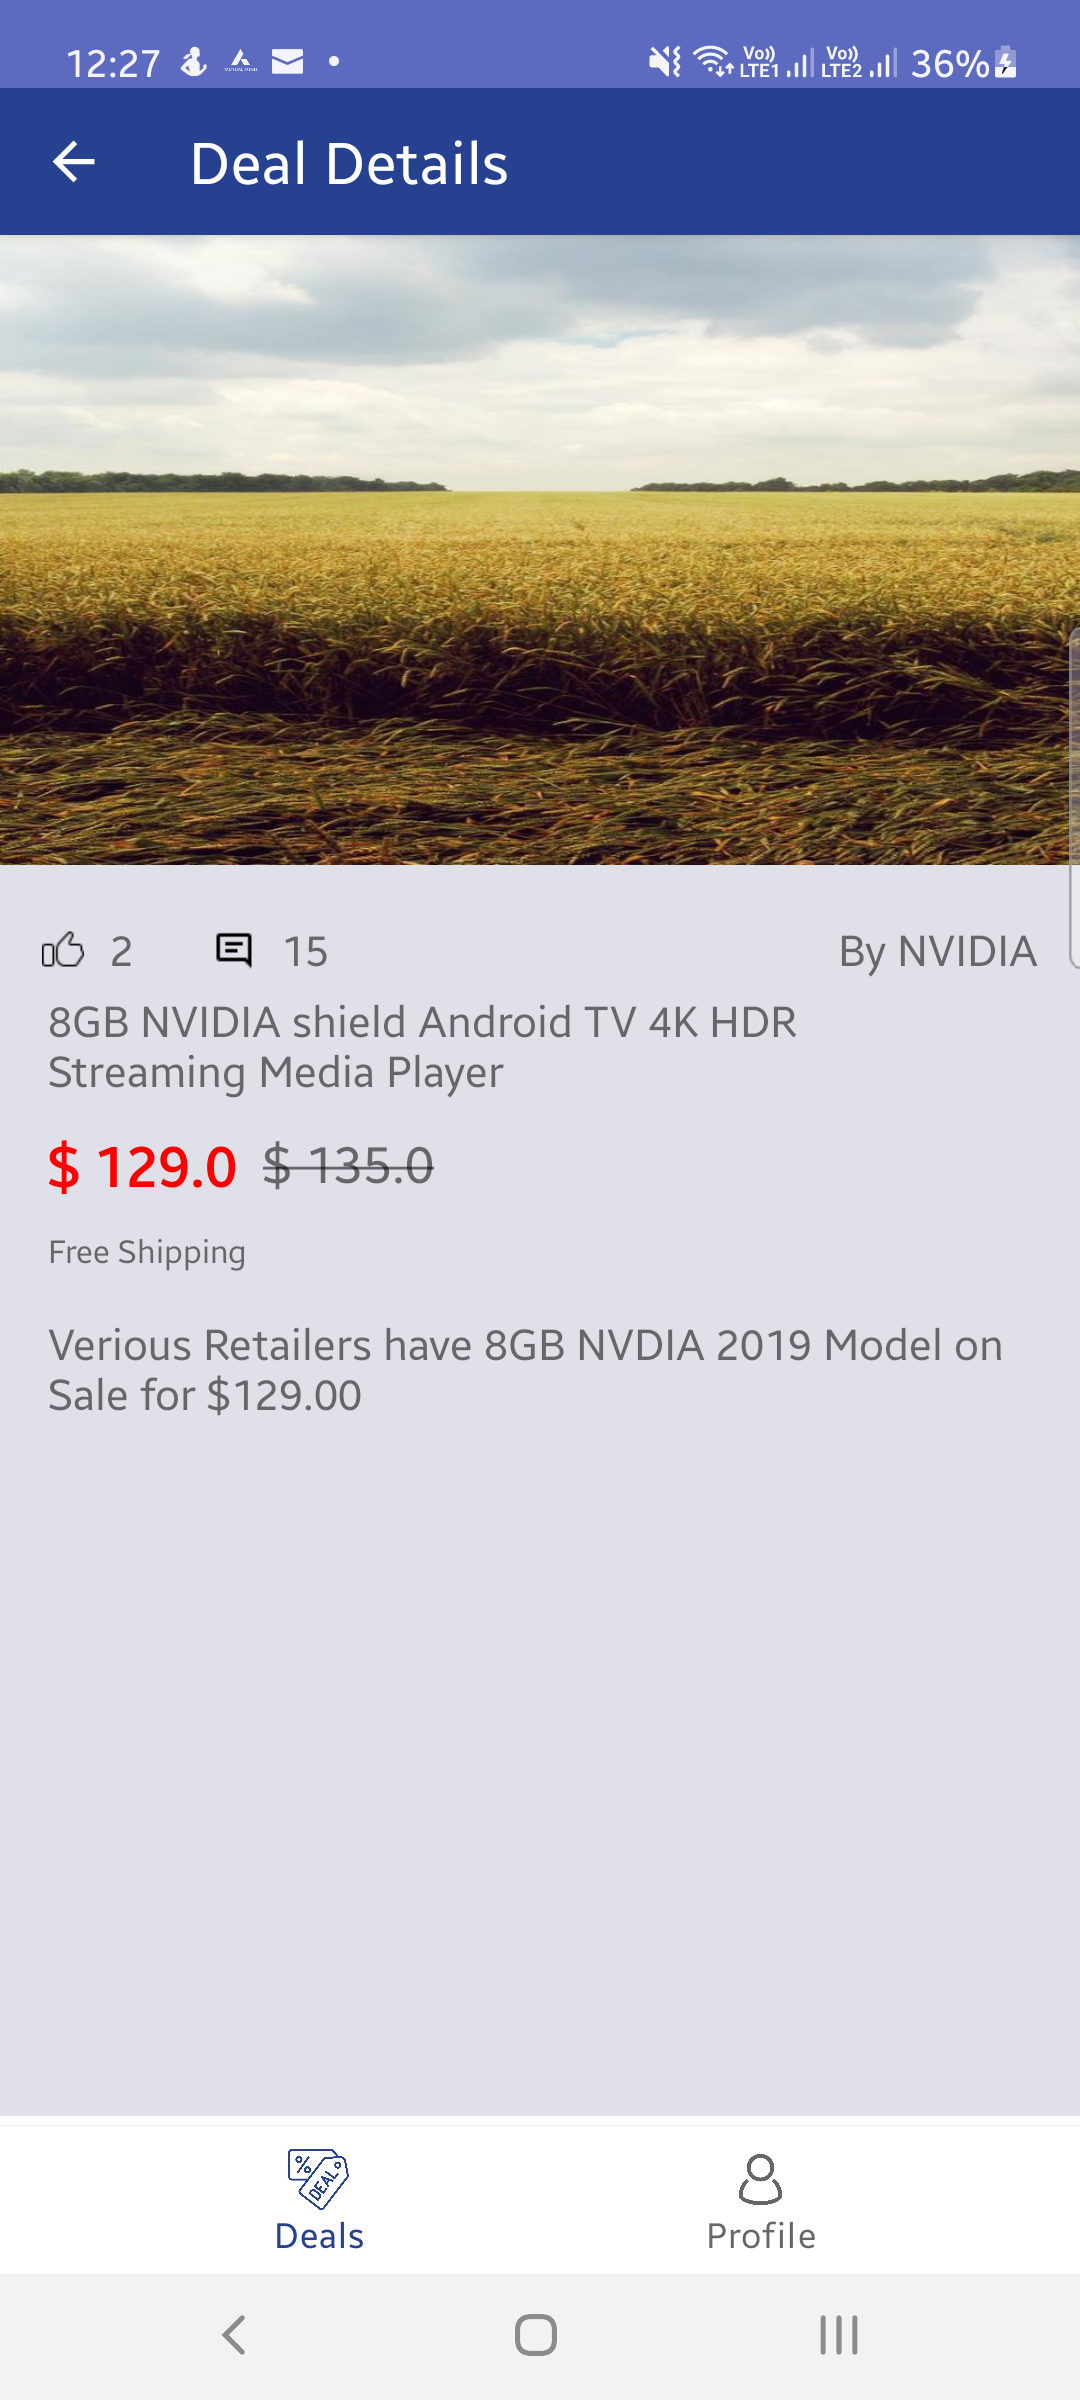 12:27
Vo)) LTE1 Vo)) LTE2 36%
Deal Details
2 15 By NVIDIA
8GB NVIDIA shield Android TV 4K HDR
Streaming Media Player
$ 129.0 $ 135.0
Free Shipping
Verious Retailers have 8GB NVDIA 2019 Model on
Sale for $129.00
% DEAL
Deals Profile